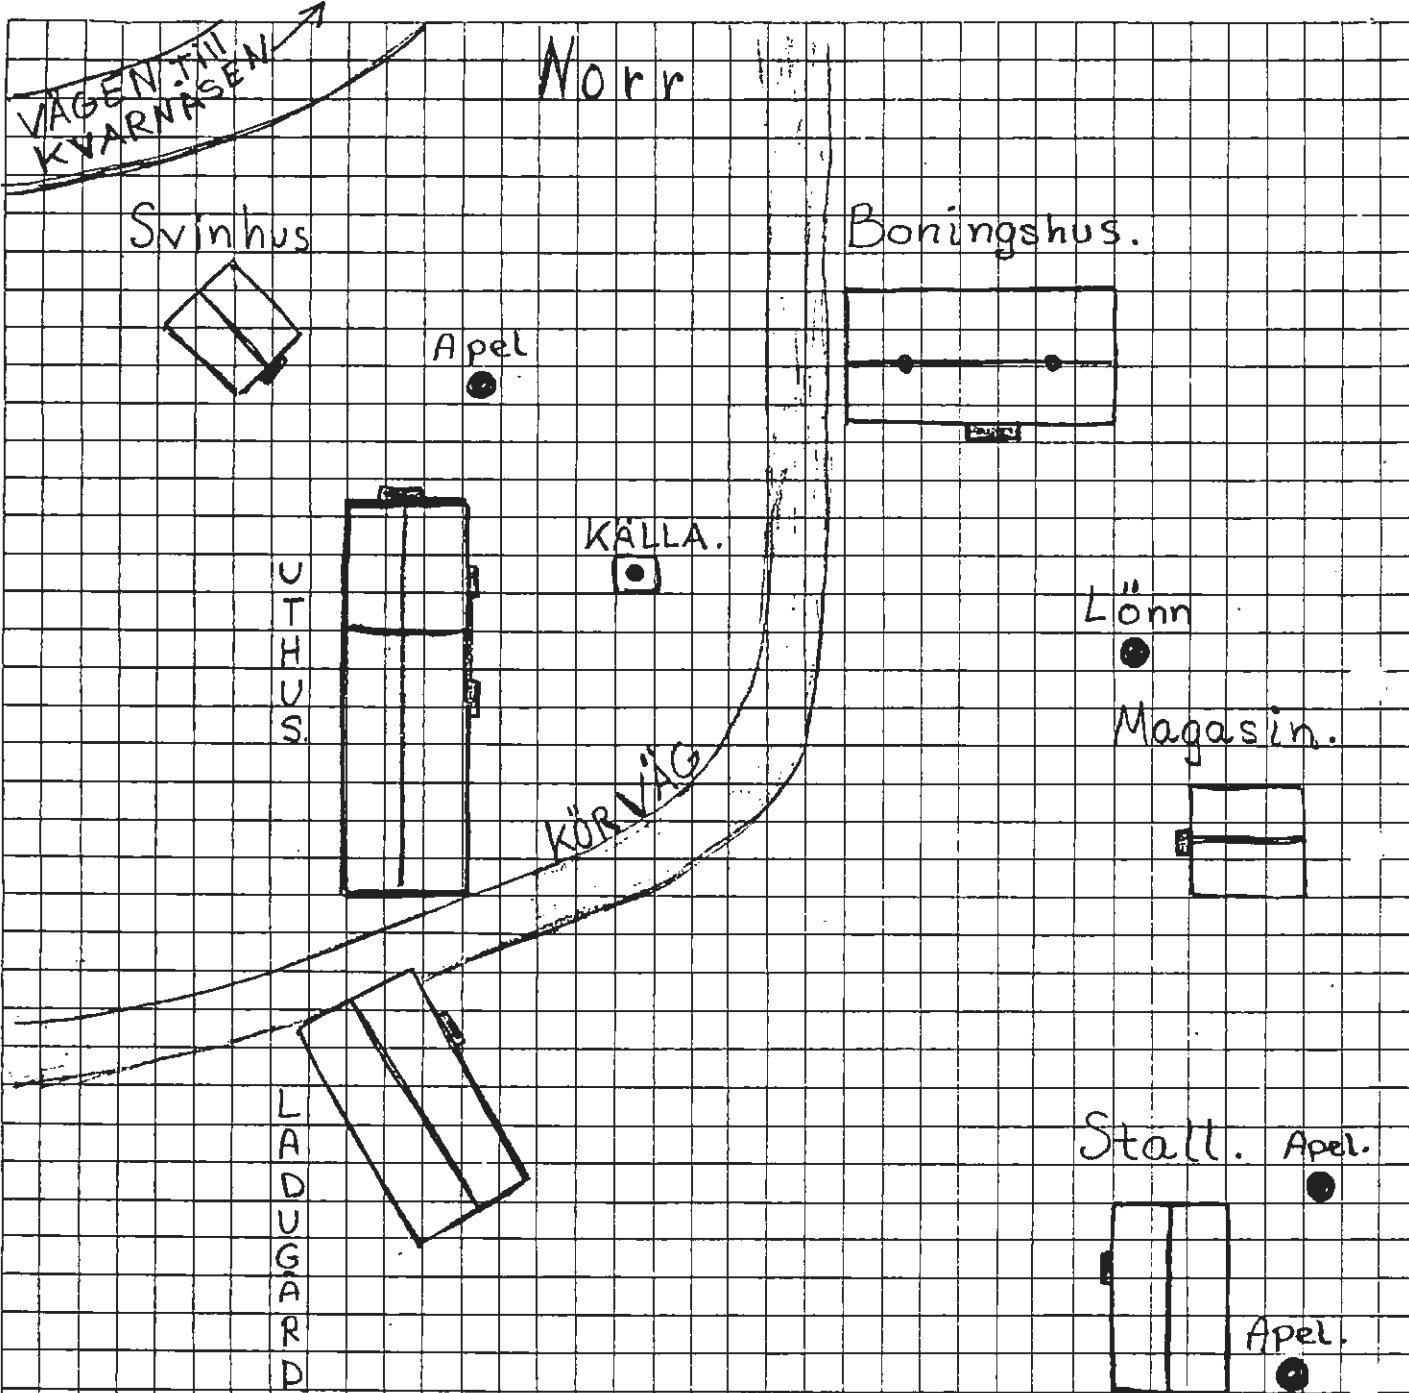 VÄGEN Till
KVARNÅSEN
Norr
Svinhus
Boningshus.
Apel
KÄLLA.
UTHUS.
Lönn
Magasin.
KÖRVÄG
LADUGÅRD
Stall.
Apel.
Apel.